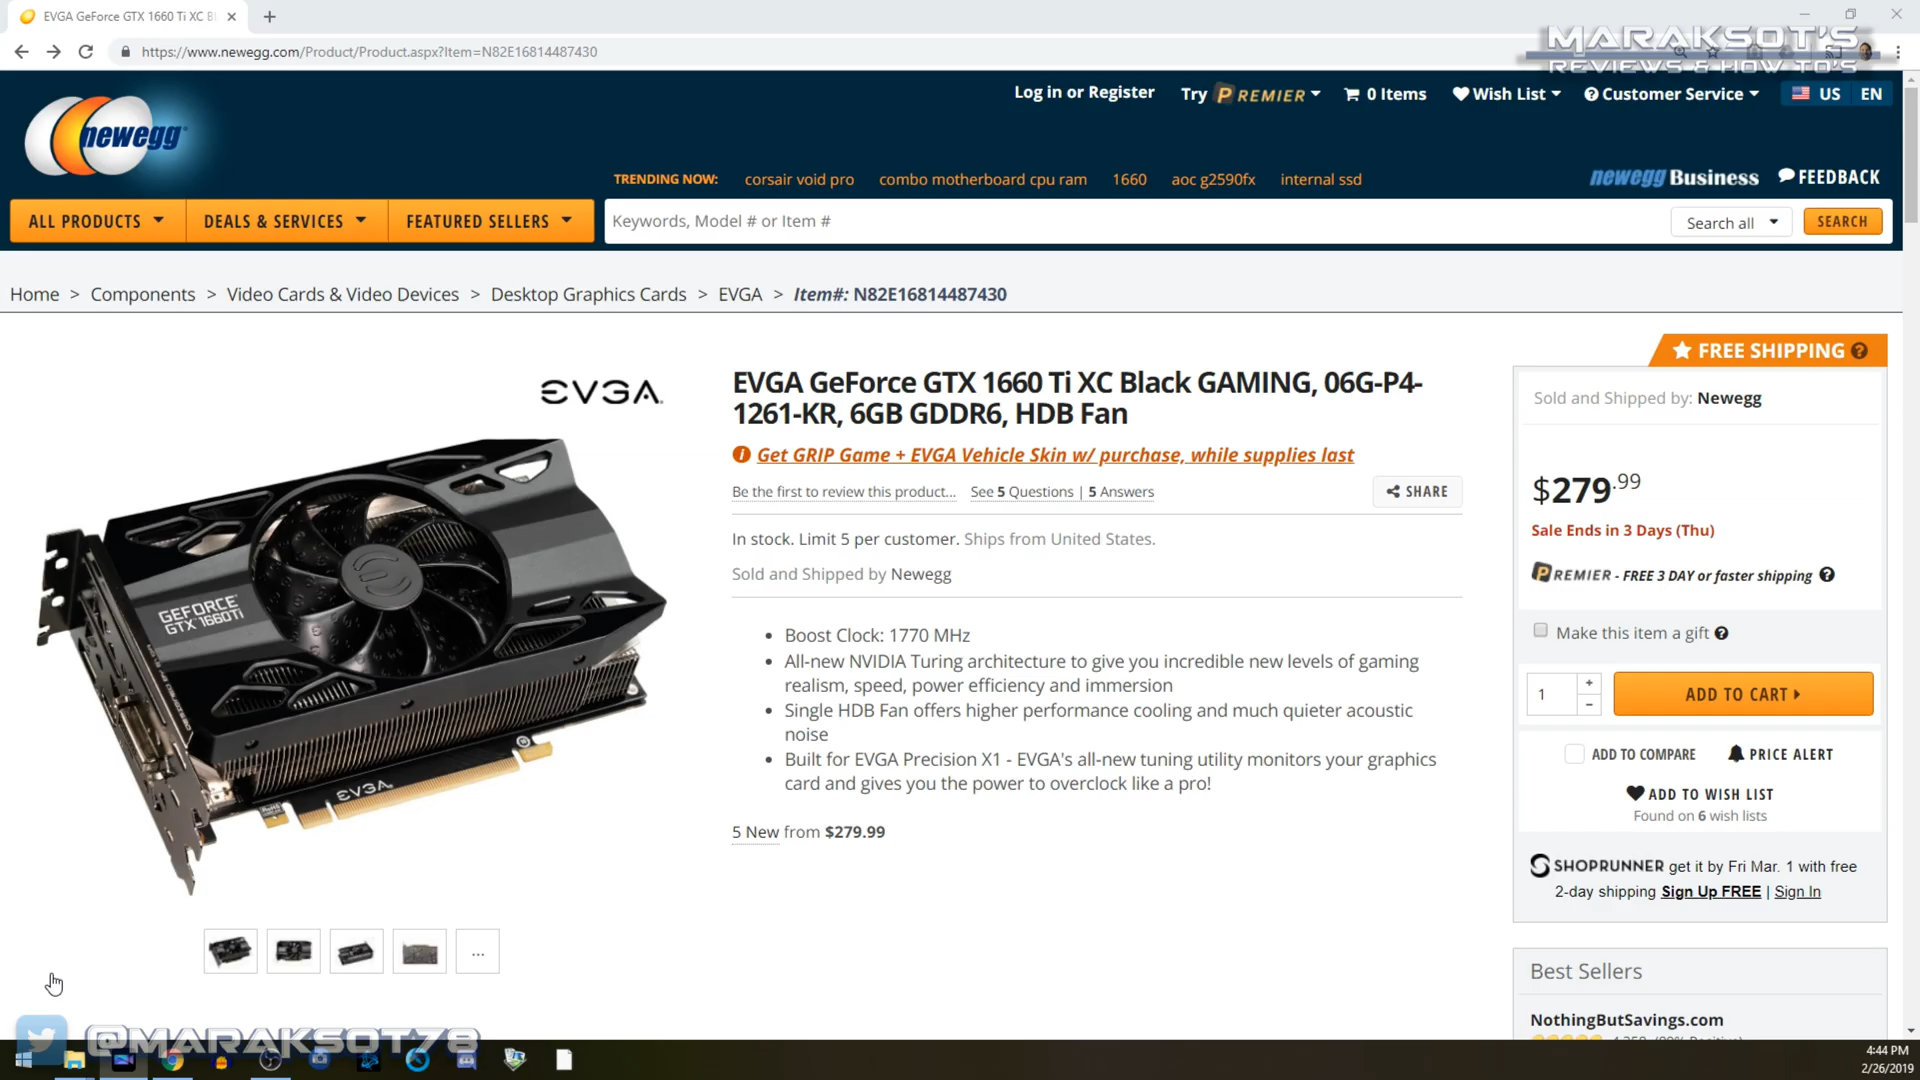 EVGA GeForce GTX 1660 Ti XC Bl
https://www.newegg.com/Product/Product.aspx?Item=N82E16814487430
MARAKSOT'S
REVIEWS & HOW TO'S
newegg
Log in or Register
Try PREMIER
0 Items
Wish List
Customer Service
US EN
TRENDING NOW: corsair void pro combo motherboard cpu ram 1660 aoc g2590fx internal ssd
newegg Business
FEEDBACK
ALL PRODUCTS
DEALS & SERVICES
FEATURED SELLERS
Keywords, Model # or Item #
Search all
SEARCH
Home > Components > Video Cards & Video Devices > Desktop Graphics Cards > EVGA > Item#: N82E16814487430
EVGA
GEFORCE
GTX 1660Ti
EVGA
EVGA GeForce GTX 1660 Ti XC Black GAMING, 06G-P4-
1261-KR, 6GB GDDR6, HDB Fan
Get GRIP Game + EVGA Vehicle Skin w/ purchase, while supplies last
Be the first to review this product... See 5 Questions | 5 Answers
SHARE
In stock. Limit 5 per customer. Ships from United States.
Sold and Shipped by Newegg
• Boost Clock: 1770 MHz
• All-new NVIDIA Turing architecture to give you incredible new levels of gaming
realism, speed, power efficiency and immersion
• Single HDB Fan offers higher performance cooling and much quieter acoustic
noise
• Built for EVGA Precision X1 - EVGA's all-new tuning utility monitors your graphics
card and gives you the power to overclock like a pro!
5 New from $279.99
FREE SHIPPING
Sold and Shipped by: Newegg
$279.99
Sale Ends in 3 Days (Thu)
PREMIER - FREE 3 DAY or faster shipping
Make this item a gift
1
ADD TO CART
ADD TO COMPARE
PRICE ALERT
ADD TO WISH LIST
Found on 6 wish lists
SHOPRUNNER get it by Fri Mar. 1 with free
2-day shipping Sign Up FREE | Sign In
Best Sellers
NothingButSavings.com
...
@MARAKSOT78
4:44 PM
2/26/2019